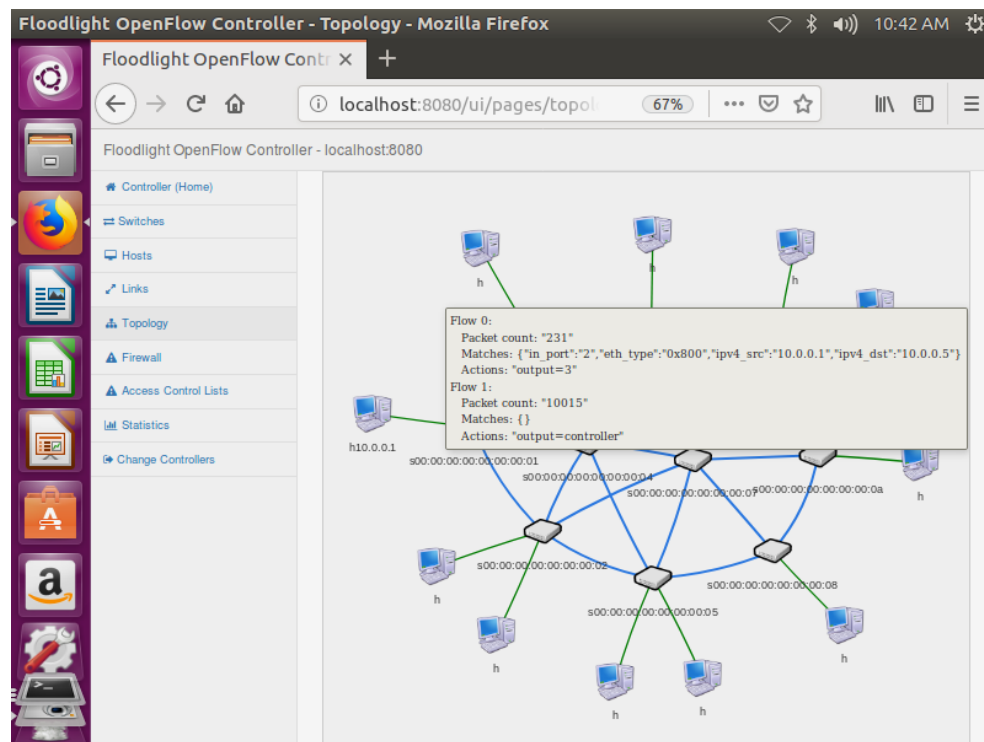 Floodlight OpenFlow Controller - Topology - Mozilla Firefox
10:42 AM
Floodlight OpenFlow Contr
localhost:8080/ui/pages/topol
67%
Floodlight OpenFlow Controller - localhost:8080
Controller (Home)
Switches
Hosts
Links
Topology
Firewall
Access Control Lists
Statistics
Change Controllers
h
h
h
Flow 0:
Packet count: "231"
Matches: {"in_port":"2","eth_type":"0x800","ipv4_src":"10.0.0.1","ipv4_dst":"10.0.0.5"}
Actions: "output=3"
Flow 1:
Packet count: "10015"
Matches: {}
Actions: "output=controller"
h10.0.0.1
s00:00:00:00:00:00:00:01
s00:00:00:00:00:00:00:04
s00:00:00:00:00:00:00:07
s00:00:00:00:00:00:00:0a
h
s00:00:00:00:00:00:00:02
s00:00:00:00:00:00:00:08
h
s00:00:00:00:00:00:00:05
h
h
h
h